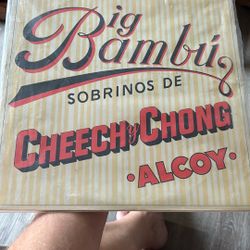 Big
Bambú
SOBRINOS DE
CHEECH y CHONG
·ALCOY·